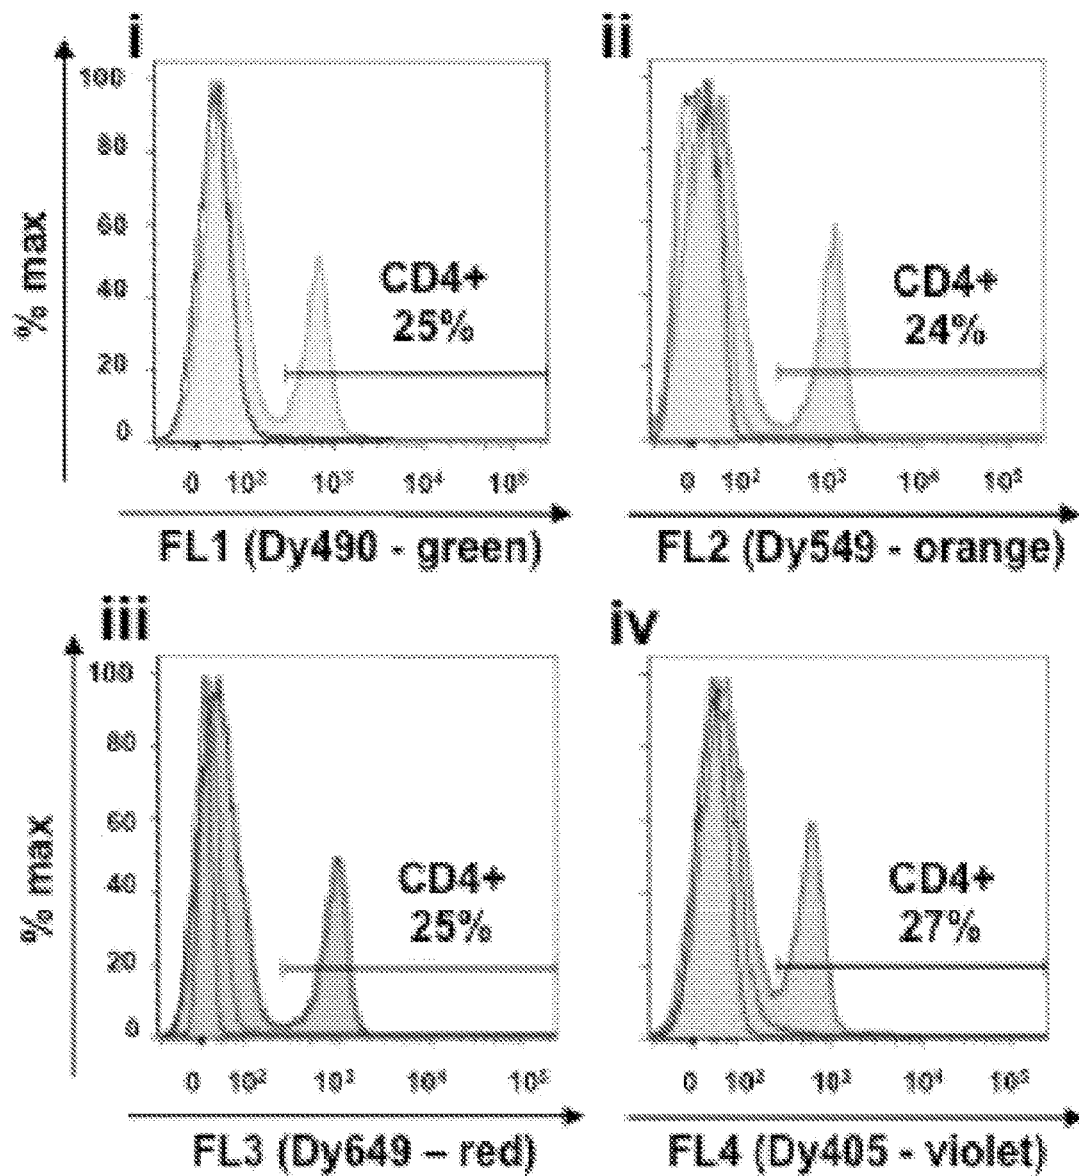 i
ii
100
80
60
40
20
0
% max
CD4+
25%
CD4+
24%
0 10² 10³ 10⁴ 10⁵
0 10² 10³ 10⁴ 10⁵
FL1 (Dy490 - green)
FL2 (Dy549 - orange)
iii
iv
100
80
60
40
20
0
% max
CD4+
25%
CD4+
27%
0 10² 10³ 10⁴ 10⁵
0 10² 10³ 10⁴ 10⁵
FL3 (Dy649 – red)
FL4 (Dy405 - violet)